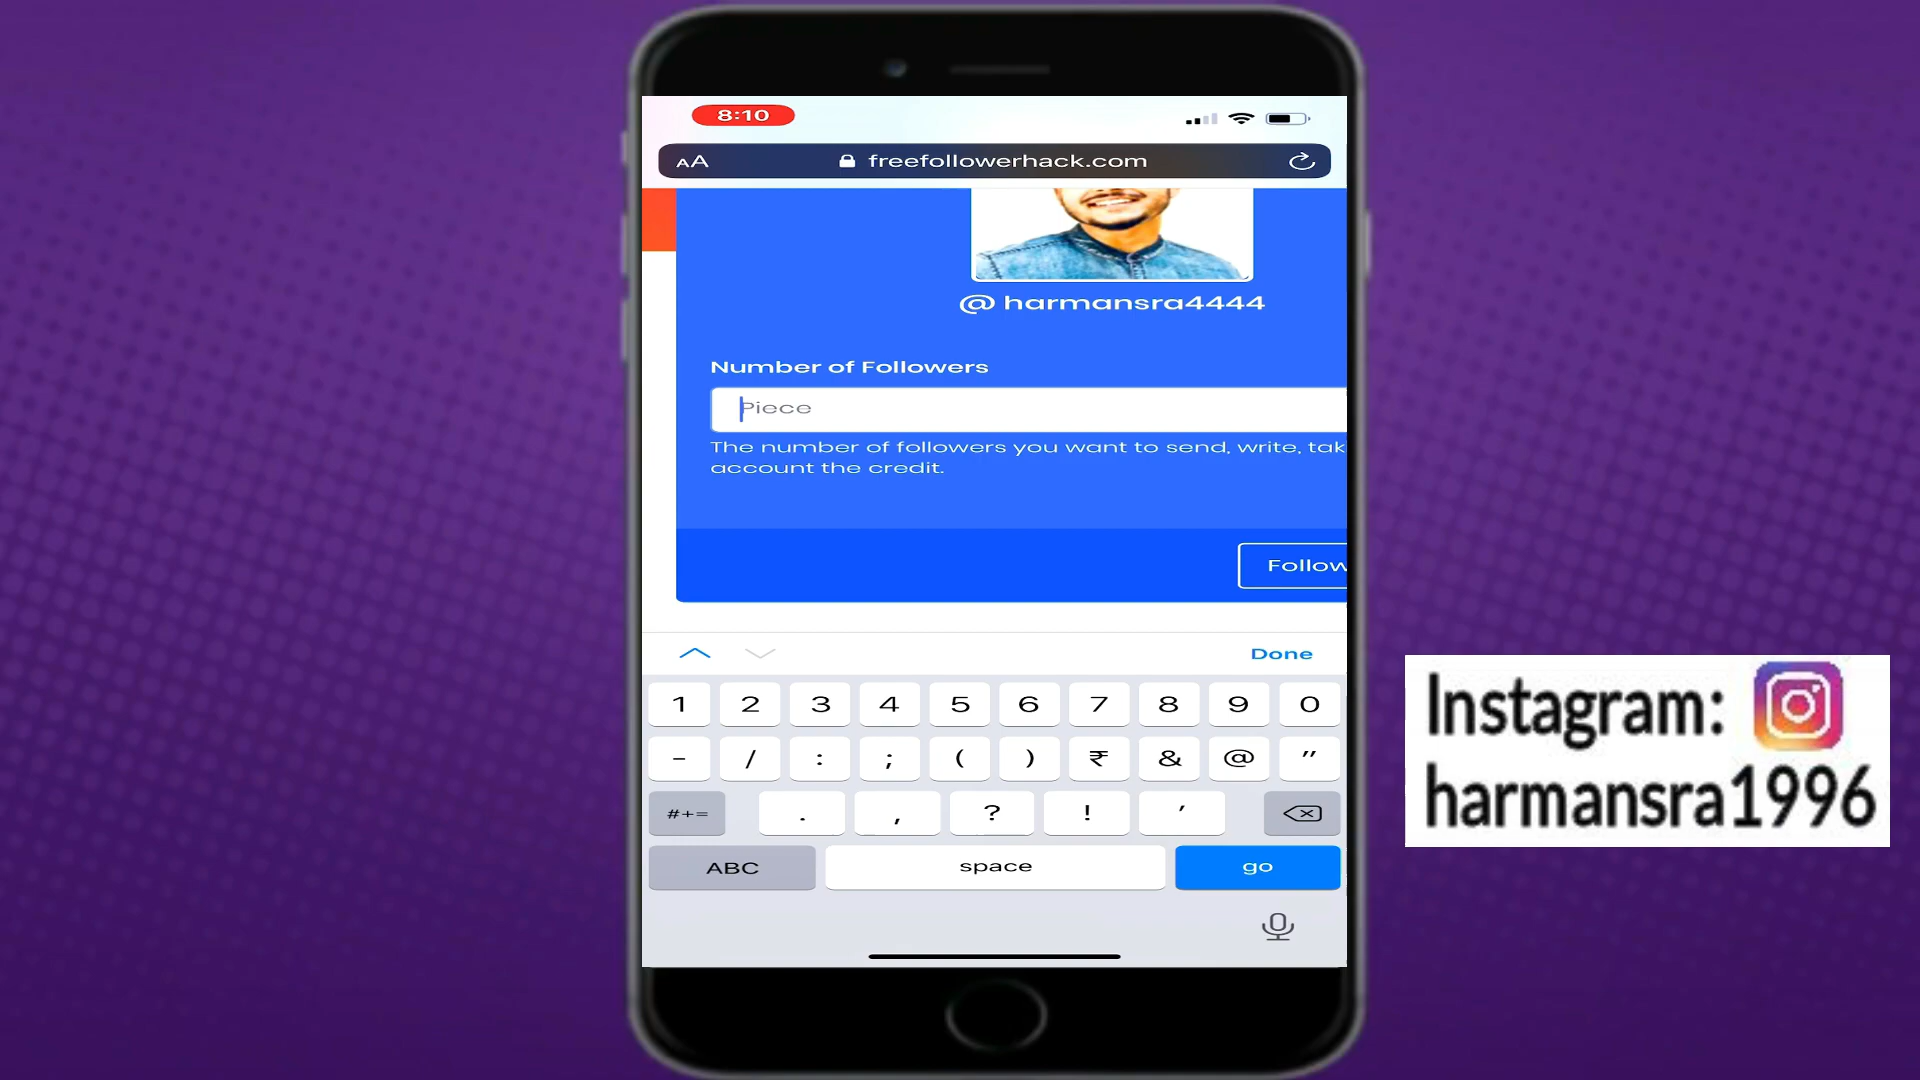 8:10
AA freefollowerhack.com
@ harmansra4444
Number of Followers
Piece
The number of followers you want to send, write, tak
account the credit.
Follow
Done
1 2 3 4 5 6 7 8 9 0
- / : ; ( ) ₹ & @ "
#+= . , ? ! '
ABC space go
Instagram:
harmansra1996